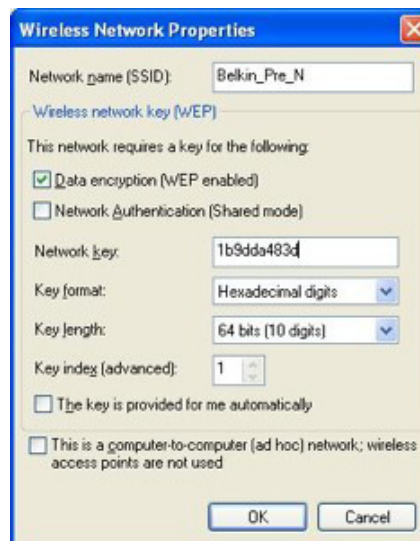 Wireless Network Properties
Network name (SSID): Belkin_Pre_N
Wireless network key (WEP)
This network requires a key for the following:
Data encryption (WEP enabled)
Network Authentication (Shared mode)
Network key: 1b9dda483d
Key format: Hexadecimal digits
Key length: 64 bits (10 digits)
Key index (advanced): 1
The key is provided for me automatically
This is a computer-to-computer (ad hoc) network; wireless
access points are not used
OK Cancel